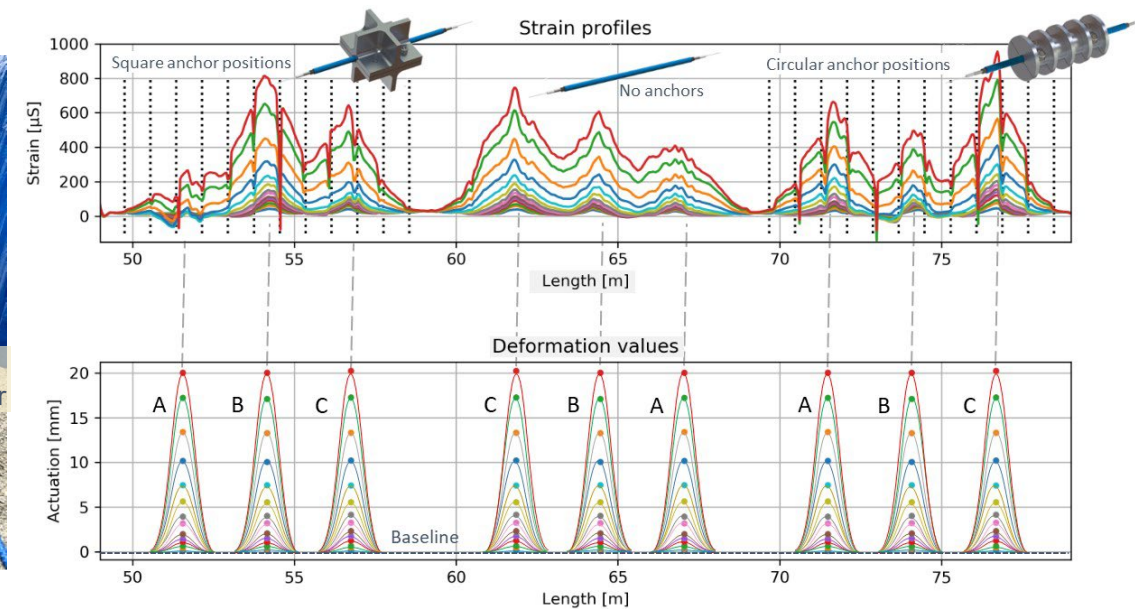 Strain profiles
1000
800
600
400
200
0
Strain [µS]
Square anchor positions
No anchors
Circular anchor positions
50
55
60
65
70
75
Length [m]
Deformation values
20
15
10
5
0
Actuation [mm]
A
B
C
C
B
A
A
B
C
Baseline
50
55
60
65
70
75
Length [m]
r